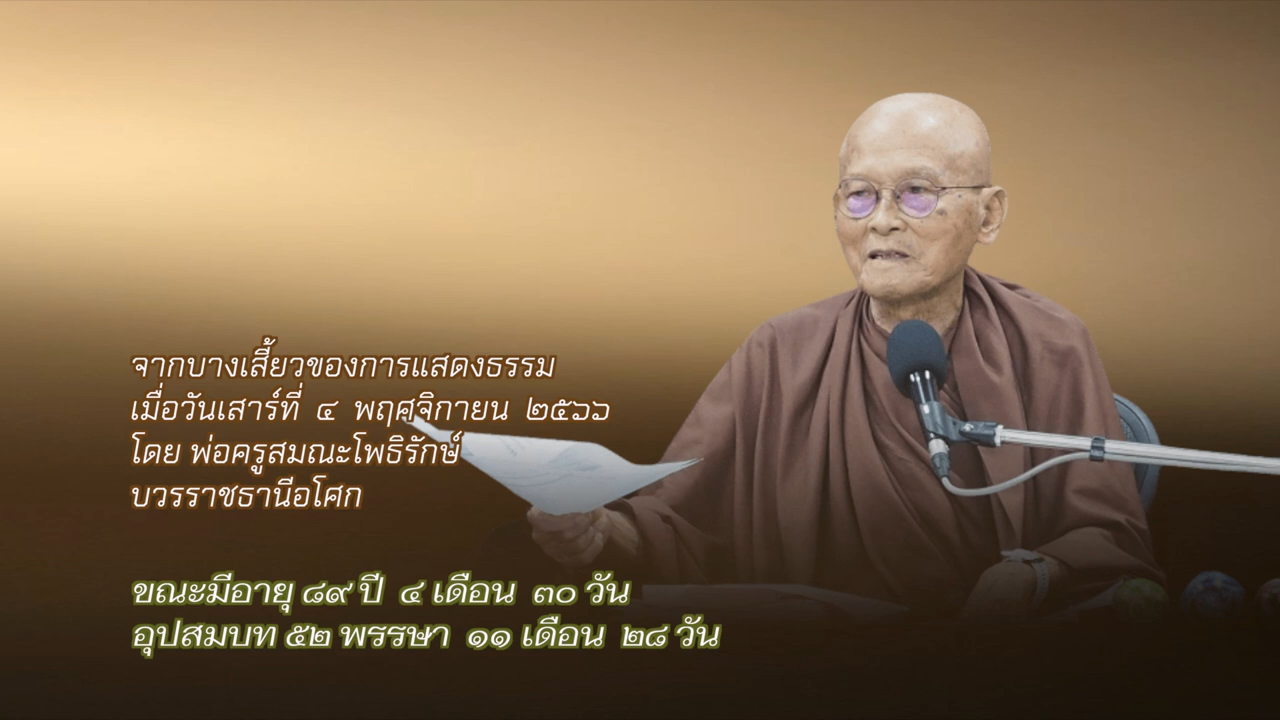 จากบางเสี้ยวของการแสดงธรรม
เมื่อวันเสาร์ที่ ๔ พฤศจิกายน ๒๕๖๖
โดย พ่อครูสมณะโพธิรักษ์
บวรราชธานีอโศก
ขณะมีอายุ ๘๙ ปี ๔ เดือน ๓๐ วัน
อุปสมบท ๕๒ พรรษา ๑๑ เดือน ๒๘ วัน